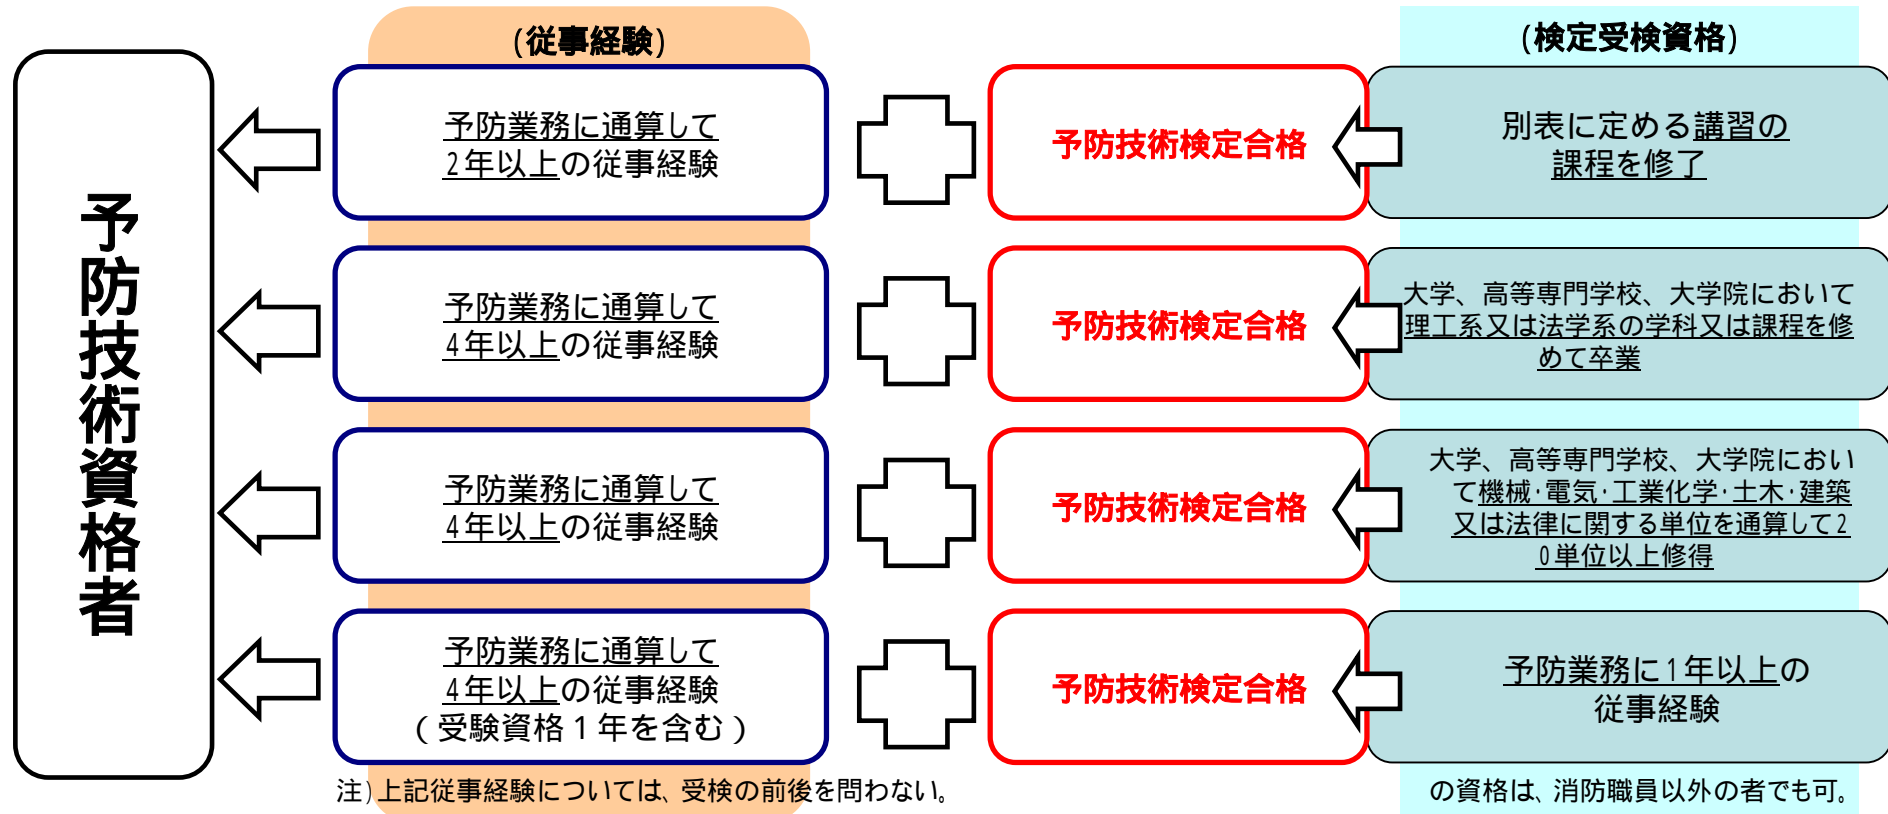 予防技術資格者
(従事経験)
(検定受検資格)
予防業務に通算して
2年以上の従事経験
予防技術検定合格
別表に定める講習の
課程を修了
予防業務に通算して
4年以上の従事経験
予防技術検定合格
大学、高等専門学校、大学院において
理工系又は法学系の学科又は課程を修
めて卒業
予防業務に通算して
4年以上の従事経験
予防技術検定合格
大学、高等専門学校、大学院におい
て機械・電気・工業化学・土木・建築
又は法律に関する単位を通算して2
0単位以上修得
予防業務に通算して
4年以上の従事経験
(受験資格1年を含む)
予防技術検定合格
予防業務に1年以上の
従事経験
注)上記従事経験については、受検の前後を問わない。
の資格は、消防職員以外の者でも可。